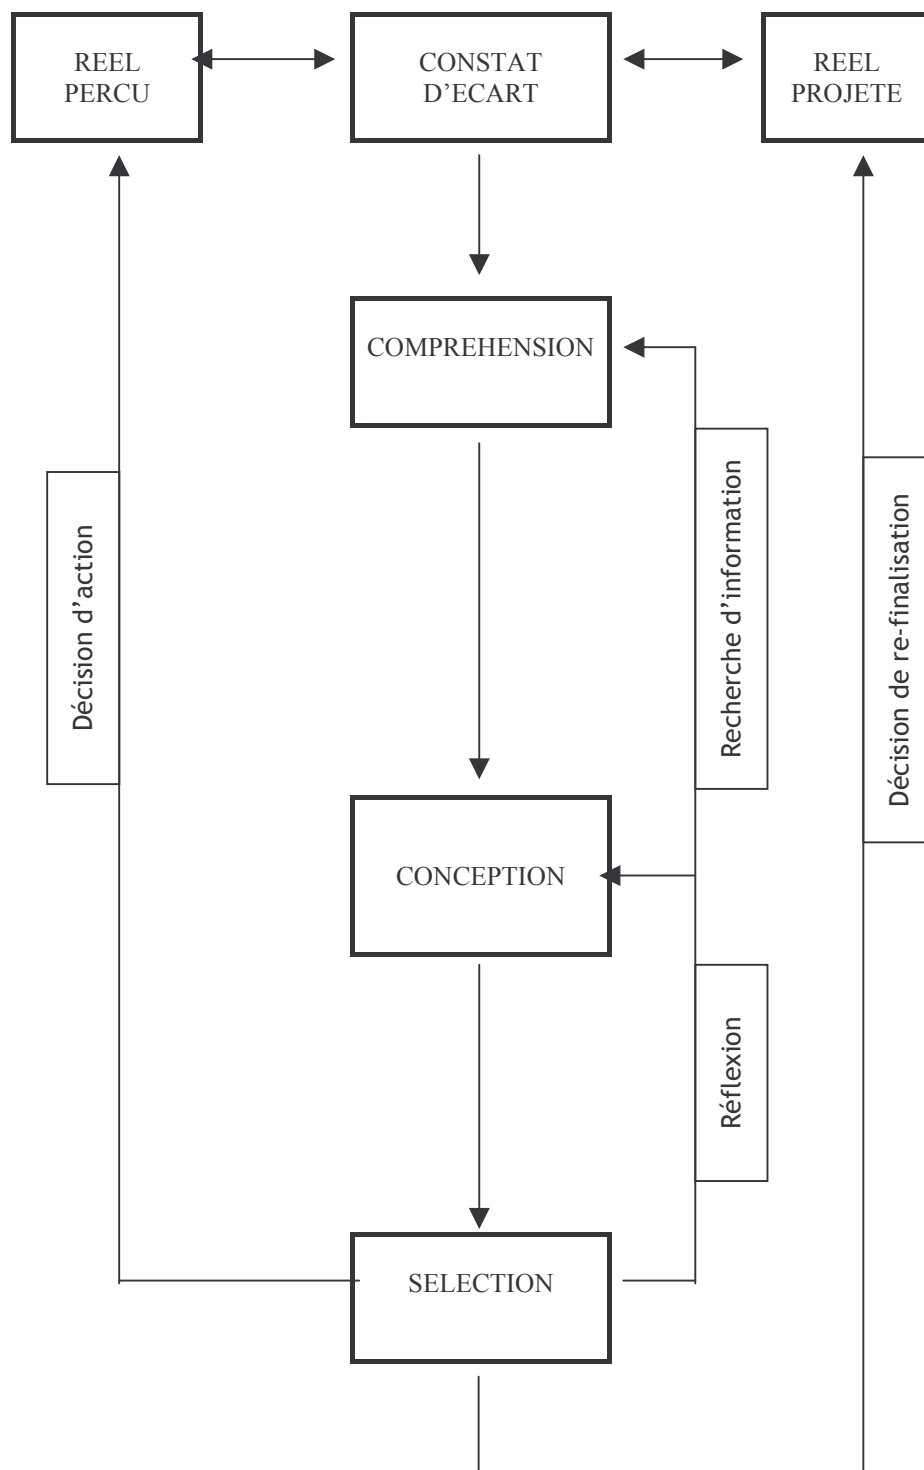 REEL
PERCU
CONSTAT
D’ECART
REEL
PROJETE
COMPREHENSION
Décision d’action
Recherche d’information
Décision de re-finalisation
CONCEPTION
Réflexion
SELECTION